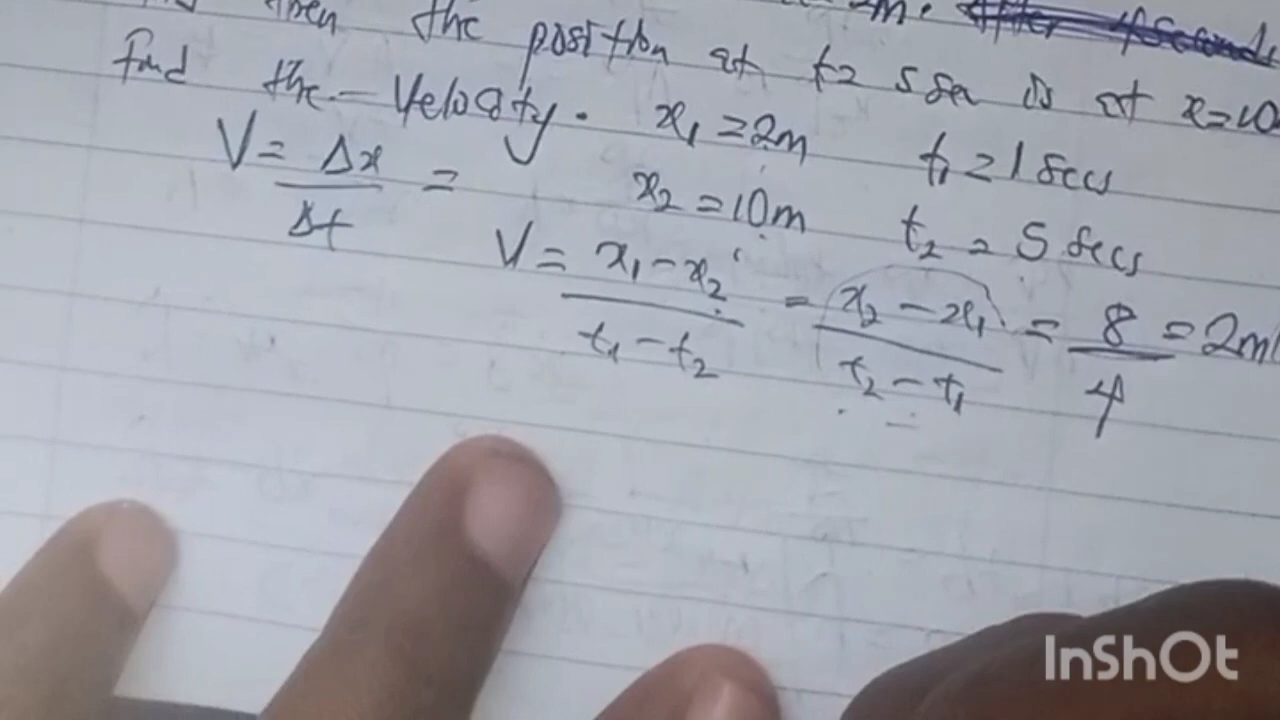 then the position at t2 5 sec is at x=10
find the velocity. x₁ = 2m t₁ = 1 secs
V = Δx/Δt = x₂ = 10m t₂ = 5 secs
V = x₁ - x₂ / t₁ - t₂ = x₂ - x₁ / t₂ - t₁ = 8/4 = 2m/
InShOt